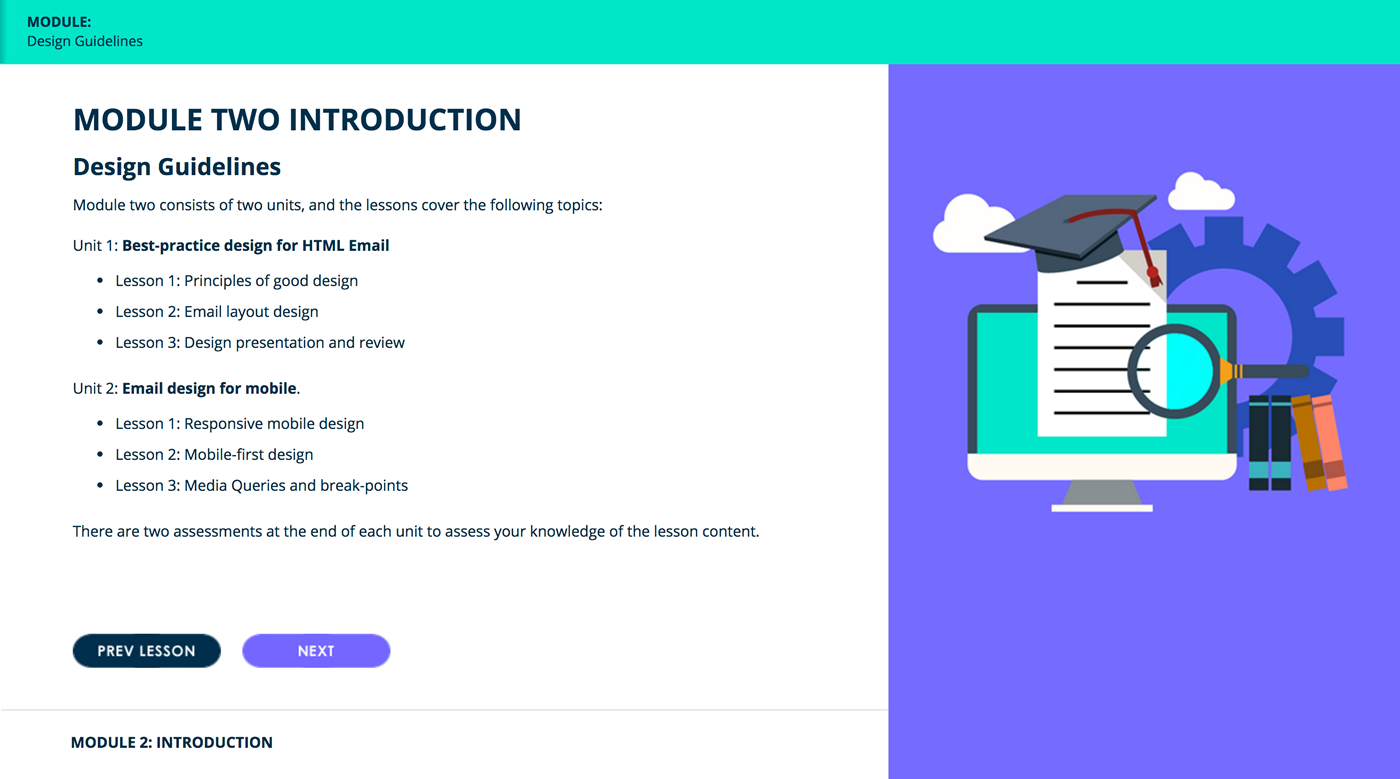 MODULE:
Design Guidelines
MODULE TWO INTRODUCTION
Design Guidelines
Module two consists of two units, and the lessons cover the following topics:
Unit 1: Best-practice design for HTML Email
• Lesson 1: Principles of good design
• Lesson 2: Email layout design
• Lesson 3: Design presentation and review
Unit 2: Email design for mobile.
• Lesson 1: Responsive mobile design
• Lesson 2: Mobile-first design
• Lesson 3: Media Queries and break-points
There are two assessments at the end of each unit to assess your knowledge of the lesson content.
PREV LESSON NEXT
MODULE 2: INTRODUCTION